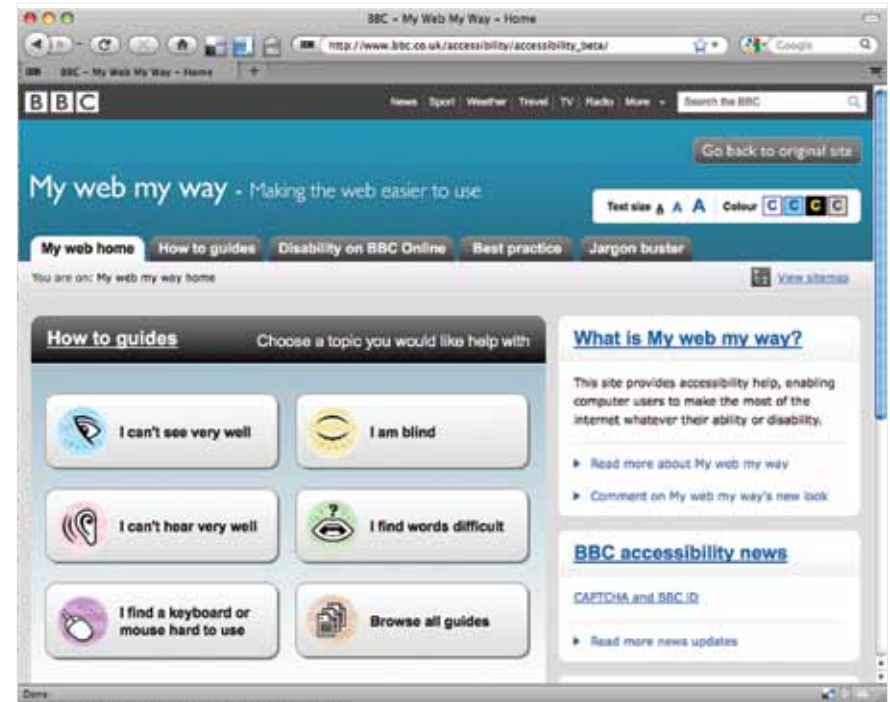 BBC - My Web My Way - Home
http://www.bbc.co.uk/accessibility/accessibility_beta/
Google
BBC - My Web My Way - Home
BBC
News Sport Weather Travel TV Radio More
Search the BBC
Go back to original site
My web my way - Making the web easier to use
Text size A A A Colour C C C C
My web home How to guides Disability on BBC Online Best practice Jargon buster
You are on: My web my way home
View sitemap
How to guides
Choose a topic you would like help with
I can't see very well
I am blind
I can't hear very well
?
I find words difficult
I find a keyboard or
mouse hard to use
Browse all guides
What is My web my way?
This site provides accessibility help, enabling
computer users to make the most of the
internet whatever their ability or disability.
Read more about My web my way
Comment on My web my way's new look
BBC accessibility news
CAPTCHA and BBC iD
Read more news updates
Done